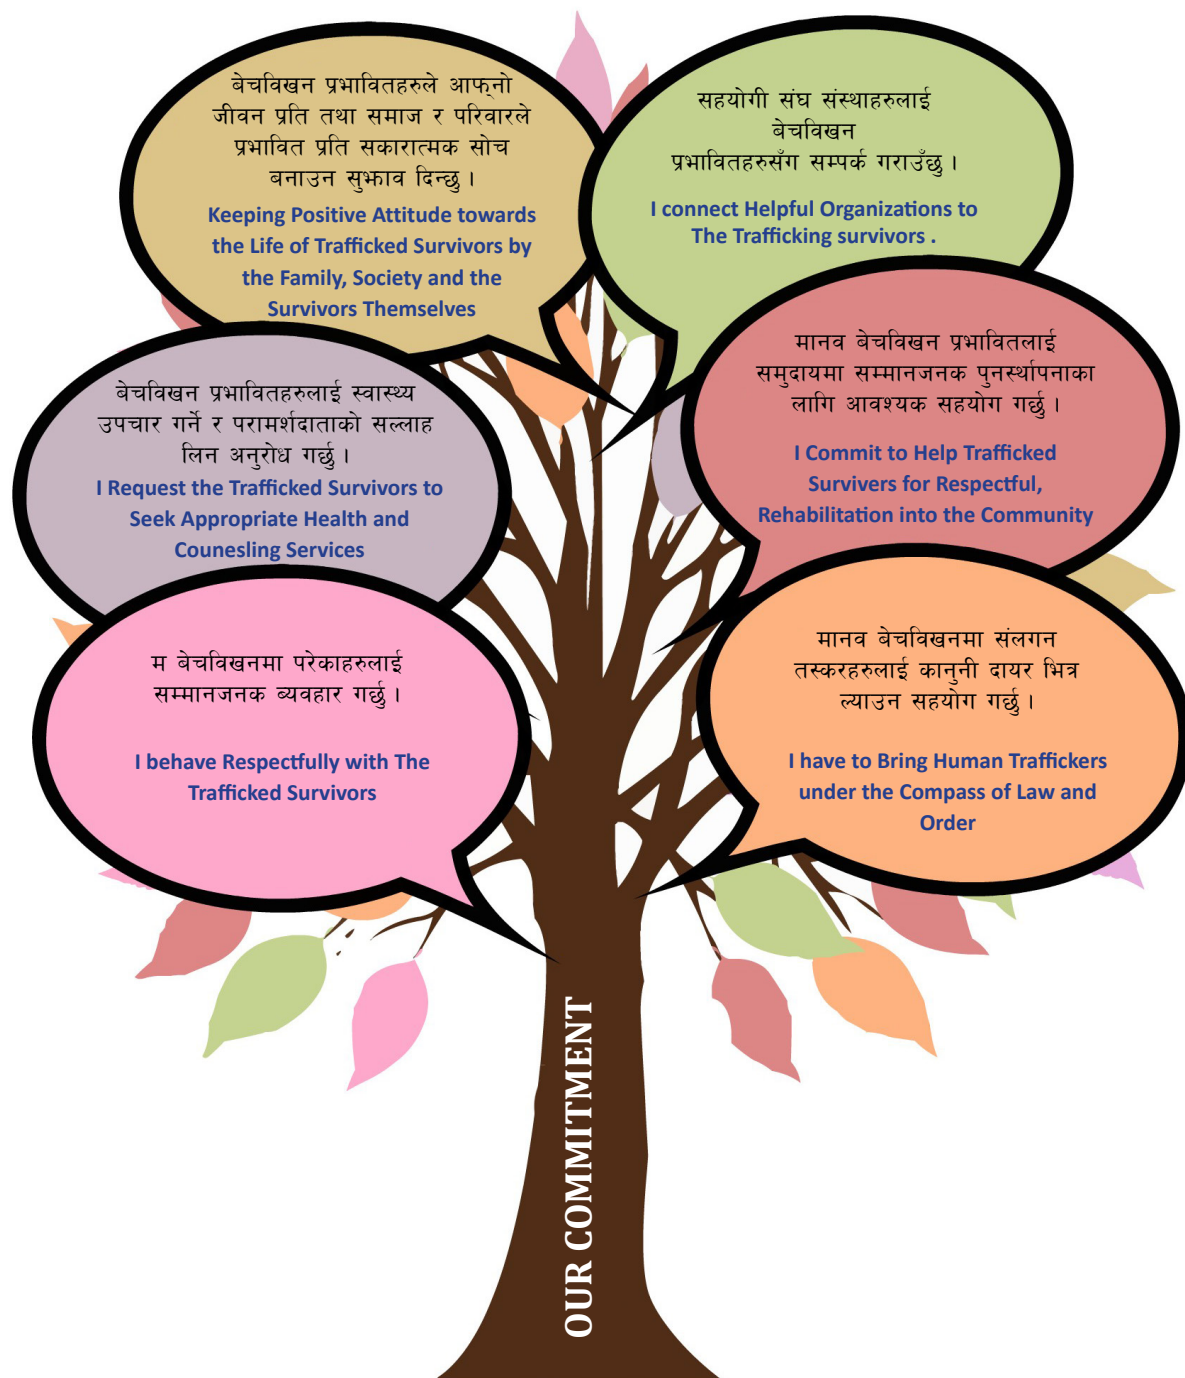 बेचविखन प्रभावितहरुले आफ्नो
जीवन प्रति तथा समाज र परिवारले
प्रभावित प्रति सकारात्मक सोच
बनाउन सुझाव दिन्छु ।
Keeping Positive Attitude towards
the Life of Trafficked Survivors by
the Family, Society and the
Survivors Themselves
सहयोगी संघ संस्थाहरुलाई
बेचविखन
प्रभावितहरुसँग सम्पर्क गराउँछु ।
I connect Helpful Organizations to
The Trafficking survivors .
बेचविखन प्रभावितहरुलाई स्वास्थ्य
उपचार गर्ने र परामर्शदाताको सल्लाह
लिन अनुरोध गर्छु ।
I Request the Trafficked Survivors to
Seek Appropriate Health and
Counesling Services
मानव बेचविखन प्रभावितलाई
समुदायमा सम्मानजनक पुनर्स्थापनाका
लागि आवश्यक सहयोग गर्छु ।
I Commit to Help Trafficked
Survivers for Respectful,
Rehabilitation into the Community
म बेचविखनमा परेकाहरुलाई
सम्मानजनक ब्यवहार गर्छु ।
I behave Respectfully with The
Trafficked Survivors
मानव बेचविखनमा संलगन
तस्करहरुलाई कानुनी दायर भित्र
ल्याउन सहयोग गर्छु ।
I have to Bring Human Traffickers
under the Compass of Law and
Order
OUR COMMITMENT